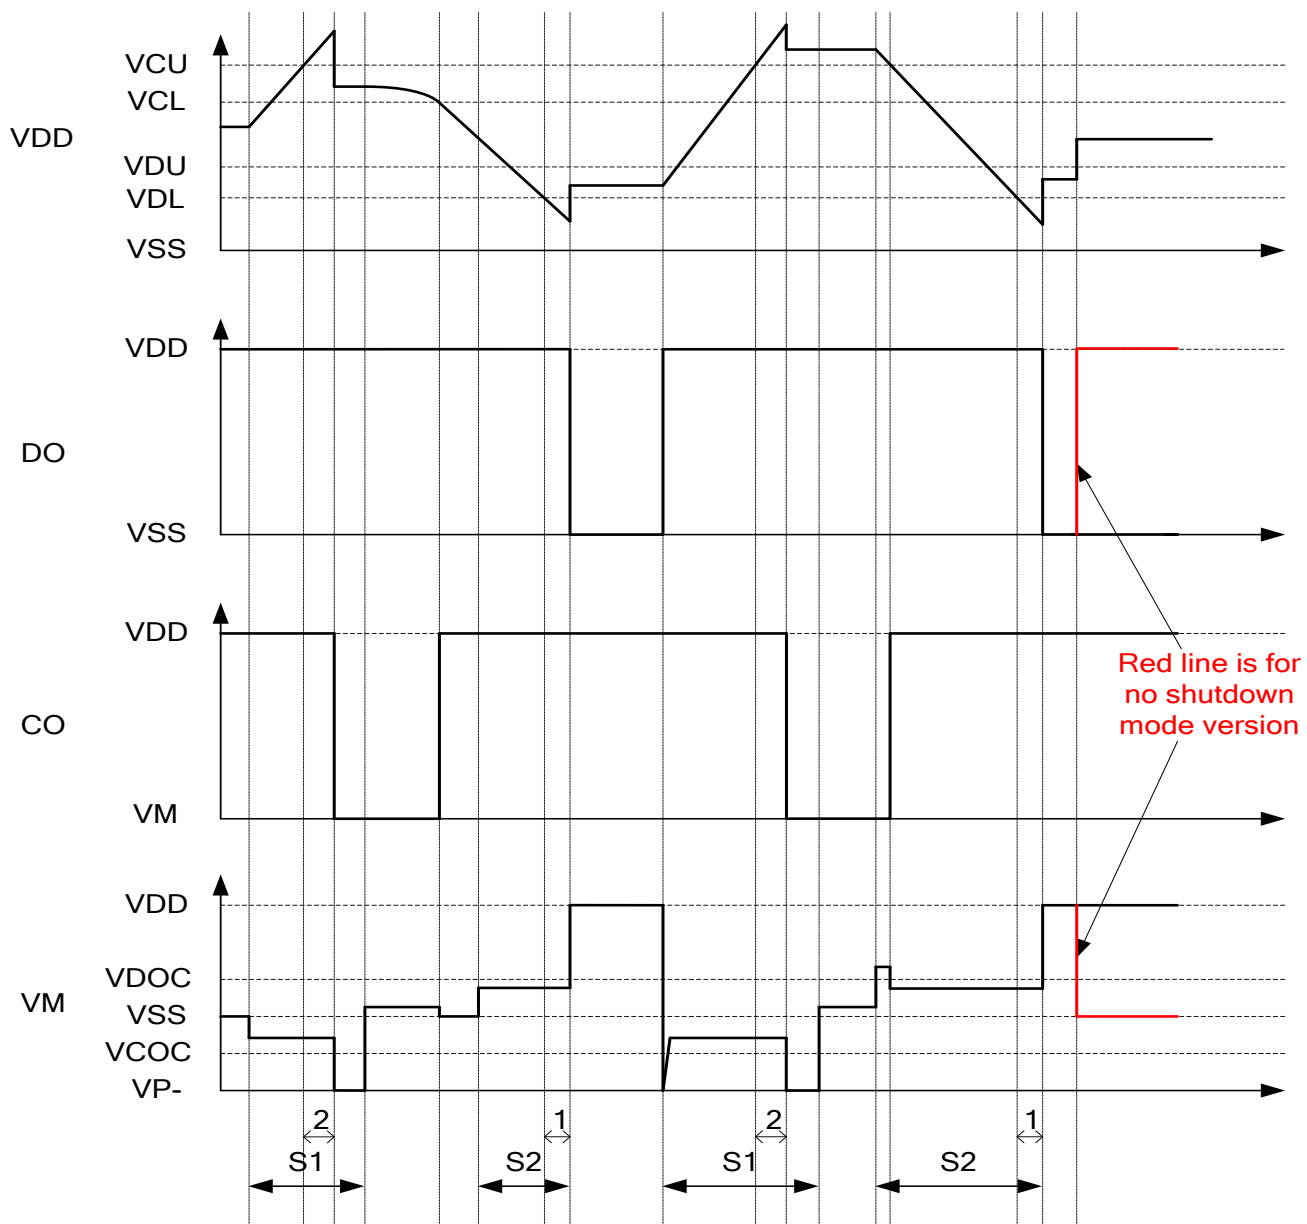 VCU
VCL
VDD
VDU
VDL
VSS
VDD
DO
VSS
VDD
Red line is for
no shutdown
mode version
CO
VM
VDD
VDOC
VM
VSS
VCOC
VP-
2 1 2 1
S1 S2 S1 S2